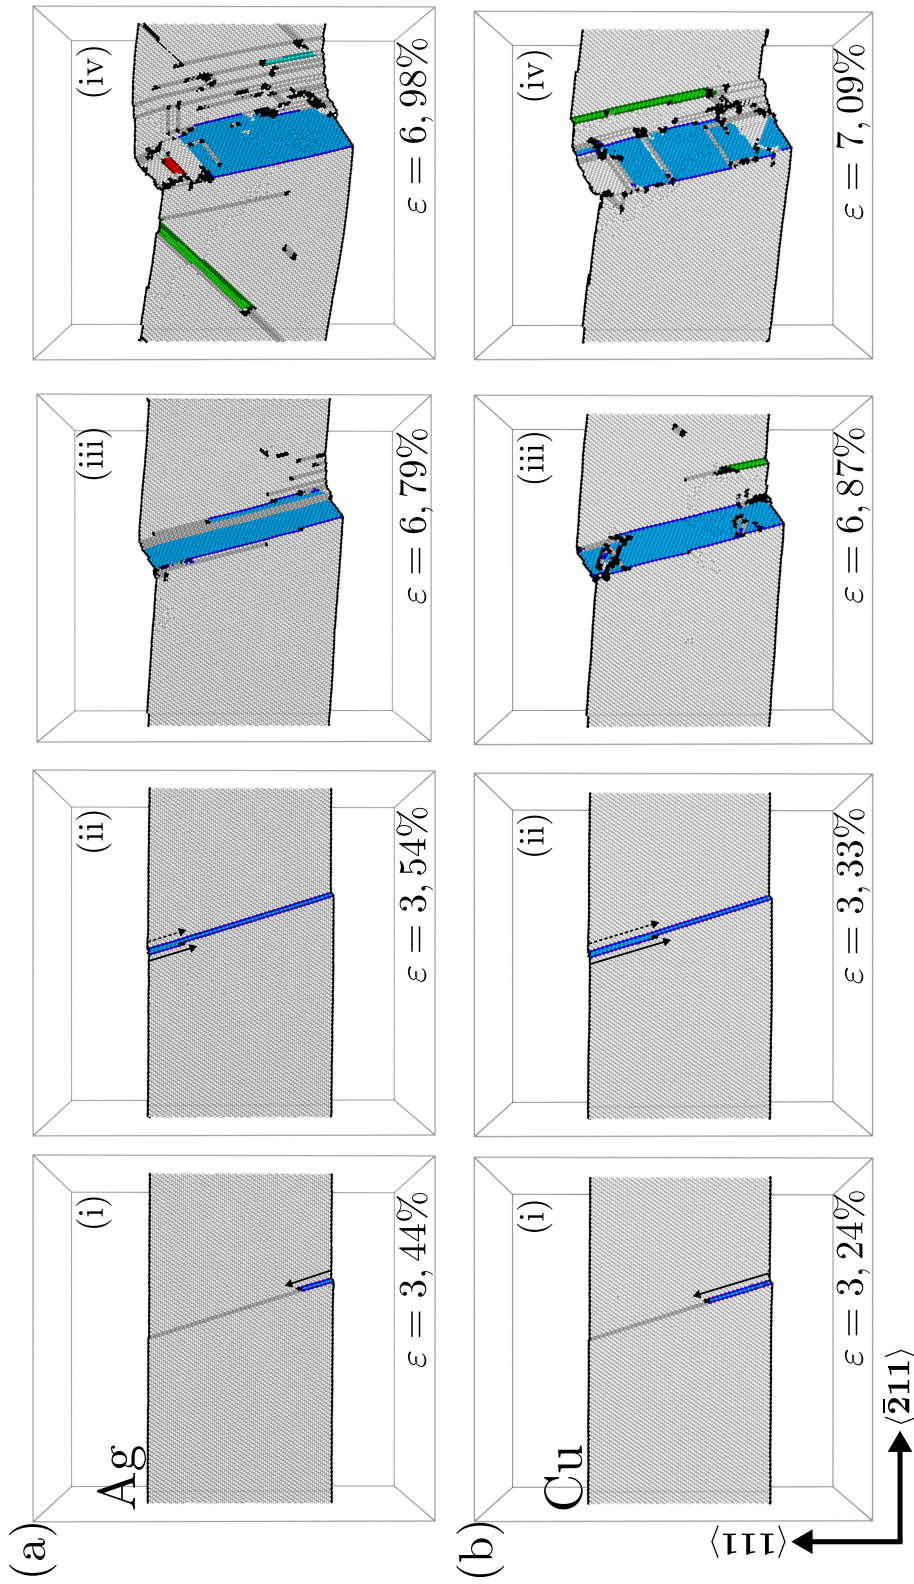 (a)
Ag
(i)
ε = 3,44%
(ii)
ε = 3,54%
(iii)
ε = 6,79%
(iv)
ε = 6,98%
(b)
Cu
(i)
ε = 3,24%
(ii)
ε = 3,33%
(iii)
ε = 6,87%
(iv)
ε = 7,09%
⟨111⟩
⟨2̄11⟩